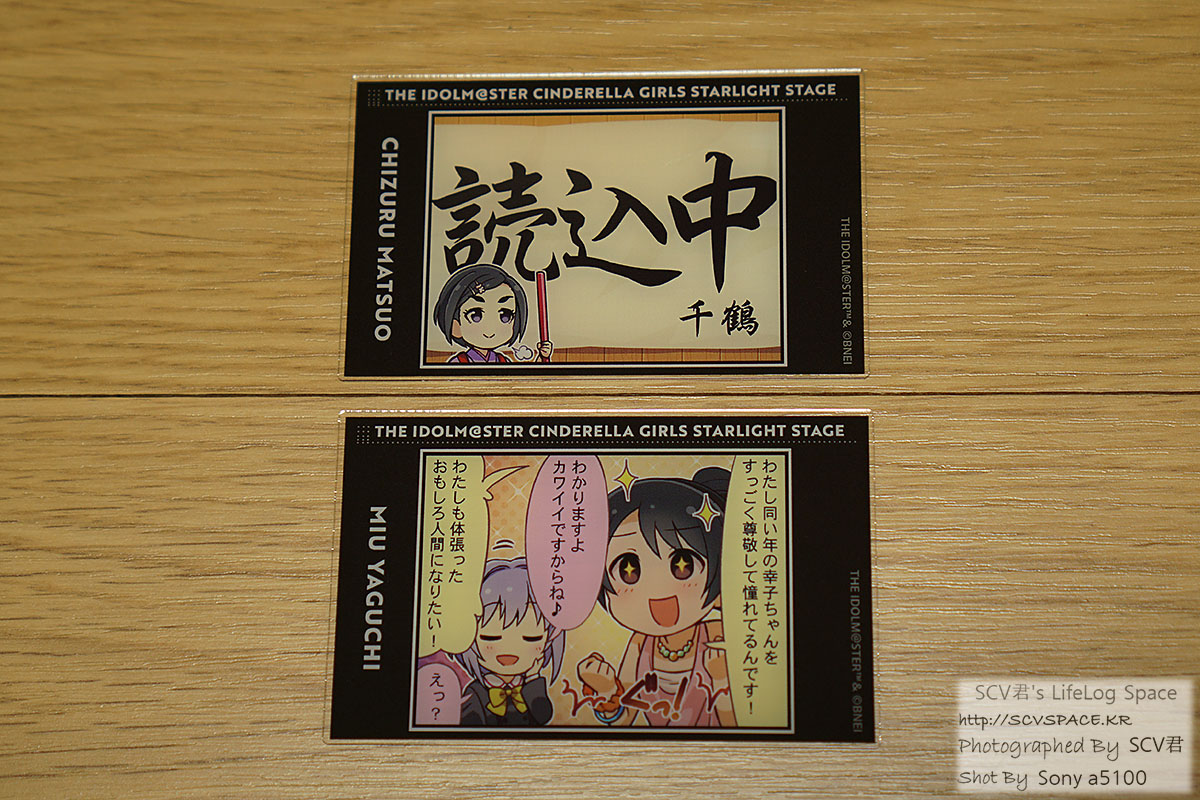 THE IDOLM@STER CINDERELLA GIRLS STARLIGHT STAGE
CHIZURU MATSUO
読込中
千鶴
THE IDOLM@STER™& ©BNEI
THE IDOLM@STER CINDERELLA GIRLS STARLIGHT STAGE
MIU YAGUCHI
わたし同い年の幸子ちゃんを
すっごく尊敬して憧れてるんです!
ぐっ!
わかりますよ
カワイイですからね♪
わたしも体張った
おもしろ人間になりたい!
えっ?
THE IDOLM@STER™& ©BNEI
SCV君's LifeLog Space
http://SCVSPACE.KR
Photographed By SCV君
Shot By Sony a5100